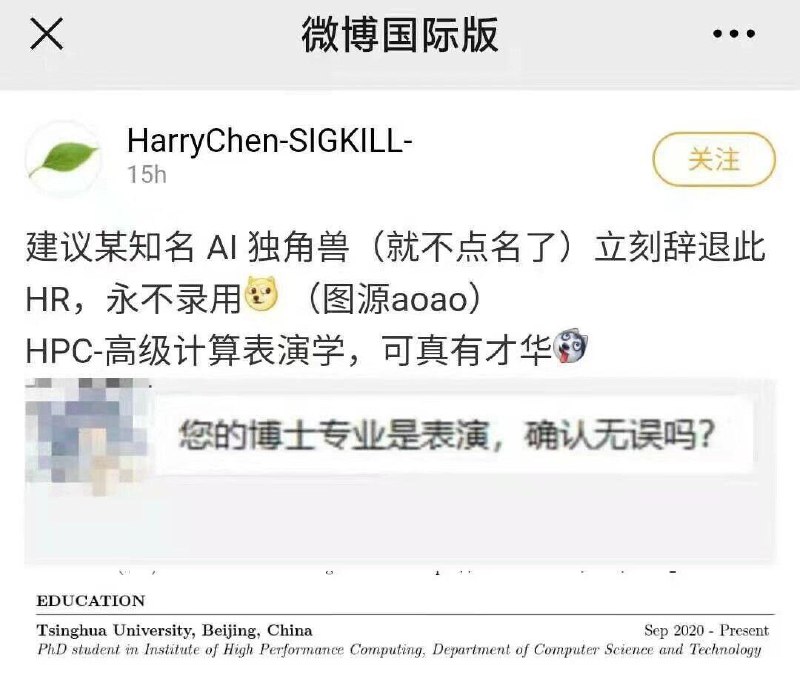 微博国际版
HarryChen-SIGKILL-
15h
关注
建议某知名 AI 独角兽（就不点名了）立刻辞退此
HR，永不录用（图源aoao）
HPC-高级计算表演学，可真有才华
您的博士专业是表演，确认无误吗？
EDUCATION
Tsinghua University, Beijing, China
Sep 2020 - Present
PhD student in Institute of High Performance Computing, Department of Computer Science and Technology